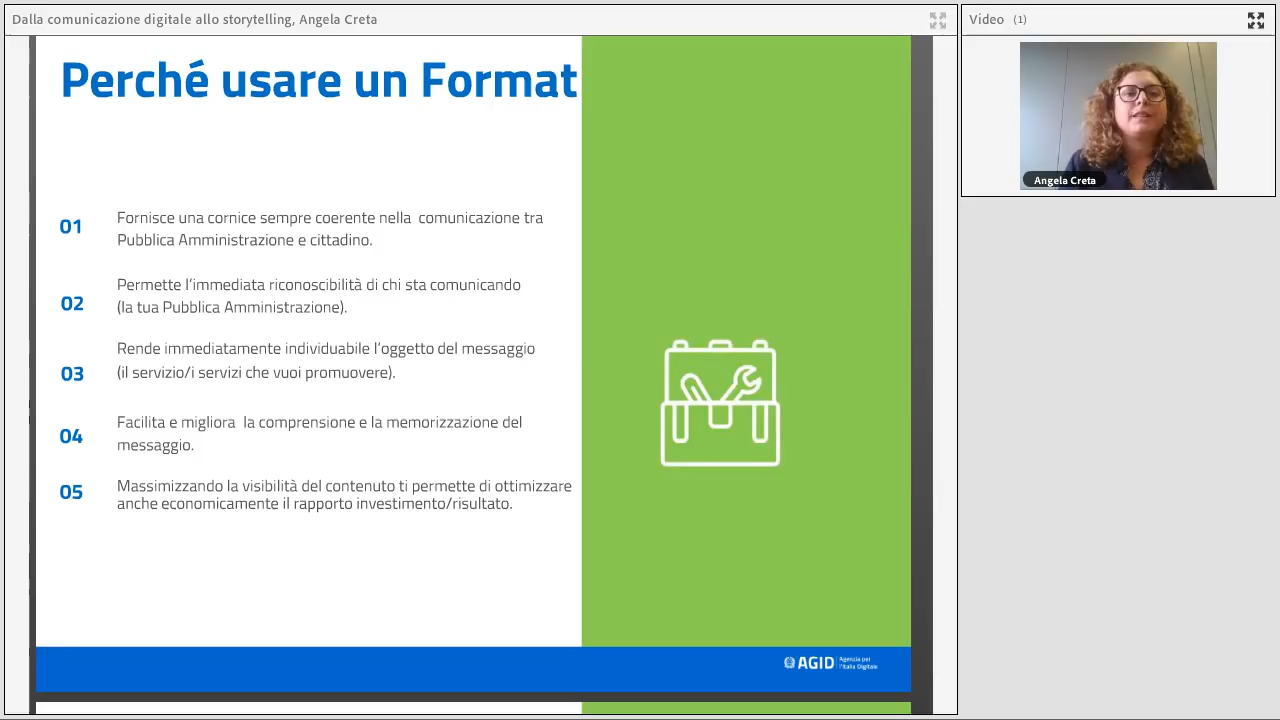 Dalla comunicazione digitale allo storytelling, Angela Creta
Video (1)
Perché usare un Format
01
Fornisce una cornice sempre coerente nella comunicazione tra
Pubblica Amministrazione e cittadino.
02
Permette l'immediata riconoscibilità di chi sta comunicando
(la tua Pubblica Amministrazione).
03
Rende immediatamente individuabile l'oggetto del messaggio
(il servizio/i servizi che vuoi promuovere).
04
Facilita e migliora la comprensione e la memorizzazione del
messaggio.
05
Massimizzando la visibilità del contenuto ti permette di ottimizzare
anche economicamente il rapporto investimento/risultato.
Angela Creta
AGID
Agenzia per
l'Italia Digitale